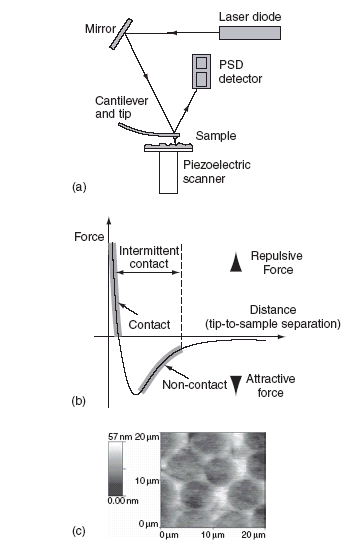 Laser diode
Mirror
PSD
detector
Cantilever
and tip
Sample
Piezoelectric
scanner
(a)
Force
Intermittent
contact
Repulsive
Force
Distance
(tip-to-sample separation)
Contact
Non-contact
Attractive
force
(b)
57 nm
20 µm
10 µm
0.00 nm
0 µm
0 µm
10 µm
20 µm
(c)